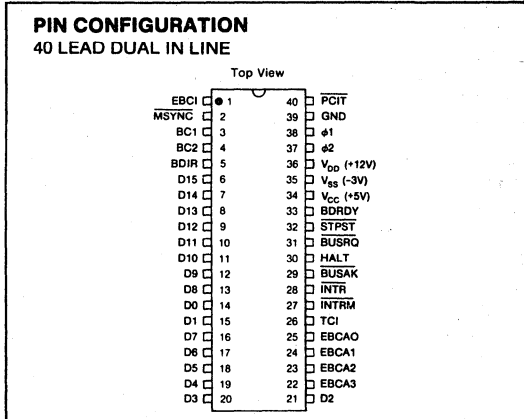 PIN CONFIGURATION
40 LEAD DUAL IN LINE
Top View
EBCI 1 40 PCIT
MSYNC 2 39 GND
BC1 3 38 ϕ1
BC2 4 37 ϕ2
BDIR 5 36 VDD (+12V)
D15 6 35 VSS (-3V)
D14 7 34 VCC (+5V)
D13 8 33 BDRDY
D12 9 32 STPST
D11 10 31 BUSRQ
D10 11 30 HALT
D9 12 29 BUSAK
D8 13 28 INTR
D0 14 27 INTRM
D1 15 26 TCI
D7 16 25 EBCAO
D6 17 24 EBCA1
D5 18 23 EBCA2
D4 19 22 EBCA3
D3 20 21 D2